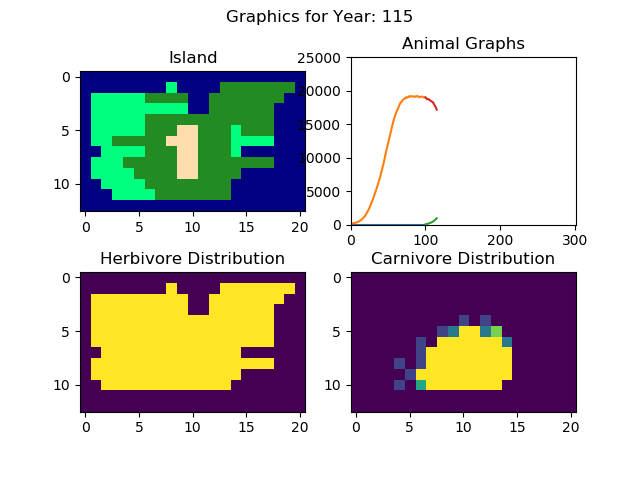 Graphics for Year: 115
Island
0
5
10
0 5 10 15 20
Animal Graphs
25000
20000
15000
10000
5000
0
0 100 200 300
Herbivore Distribution
0
5
10
0 5 10 15 20
Carnivore Distribution
0
5
10
0 5 10 15 20